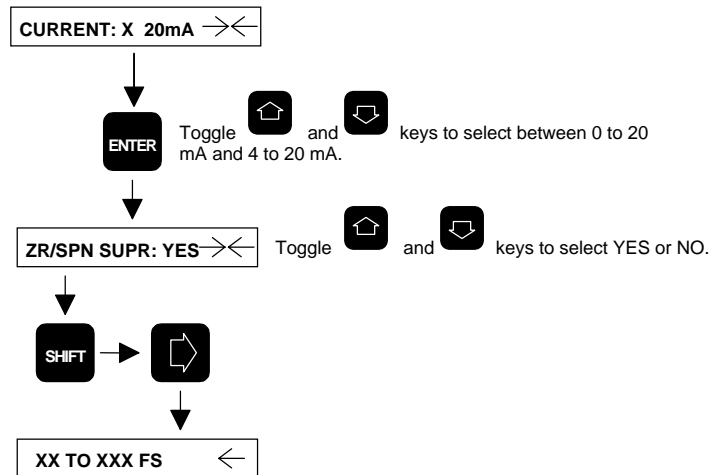 CURRENT: X 20mA
ENTER
Toggle and keys to select between 0 to 20
mA and 4 to 20 mA.
ZR/SPN SUPR: YES
Toggle and keys to select YES or NO.
SHIFT
XX TO XXX FS